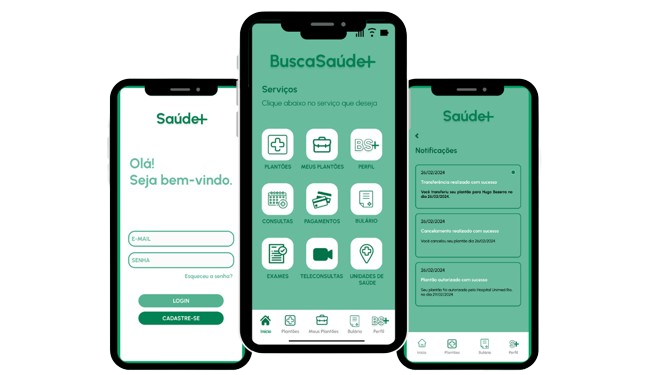 Saúde+
Olá!
Seja bem-vindo.
E-MAIL
SENHA
Esqueceu a senha?
LOGIN
CADASTRE-SE
BuscaSaúde+
Serviços
Clique abaixo no serviço que deseja
BS+
PLANTÕES MEUS PLANTÕES PERFIL
CONSULTAS PAGAMENTOS BULÁRIO
EXAMES TELECONSULTAS UNIDADES DE
SAÚDE
BS+
Início Plantões Meus Plantões Bulário Perfil
Saúde+
Notificações
26/02/2024
Transferência realizada com sucesso
Você transferiu seu plantão para Hugo Bezerra no
dia 26/02/2024.
26/02/2024
Cancelamento realizado com sucesso
Você cancelou seu plantão dia 26/02/2024
26/02/2024
Plantão autorizado com sucesso
Seu plantão foi autorizado pelo Hospital Unimed
no dia 21/02/2024
Início Plantões Bulário Perfil